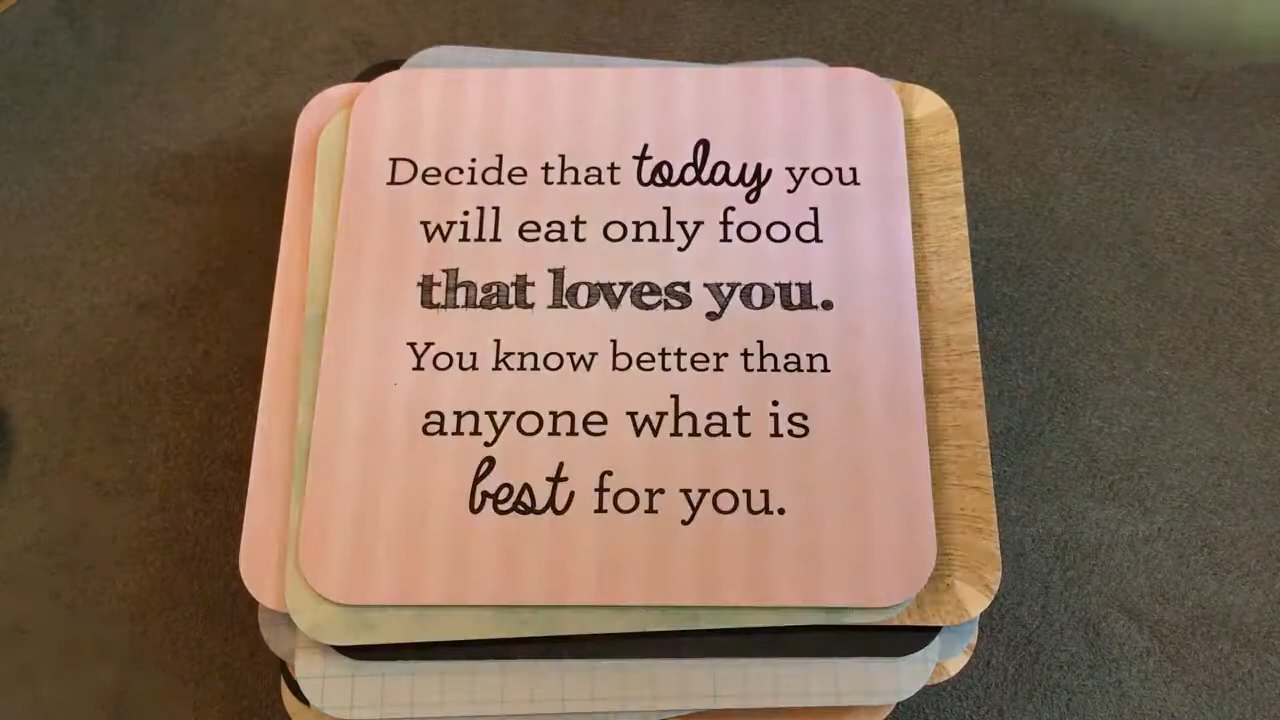 Decide that today you
will eat only food
that loves you.
You know better than
anyone what is
best for you.